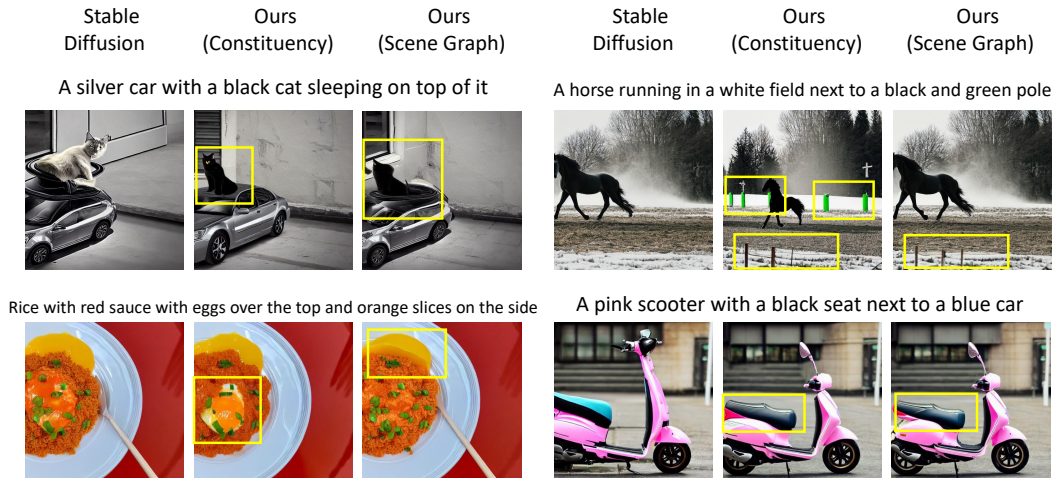 Stable
Diffusion
Ours
(Constituency)
Ours
(Scene Graph)
Stable
Diffusion
Ours
(Constituency)
Ours
(Scene Graph)
A silver car with a black cat sleeping on top of it
A horse running in a white field next to a black and green pole
Rice with red sauce with eggs over the top and orange slices on the side
A pink scooter with a black seat next to a blue car